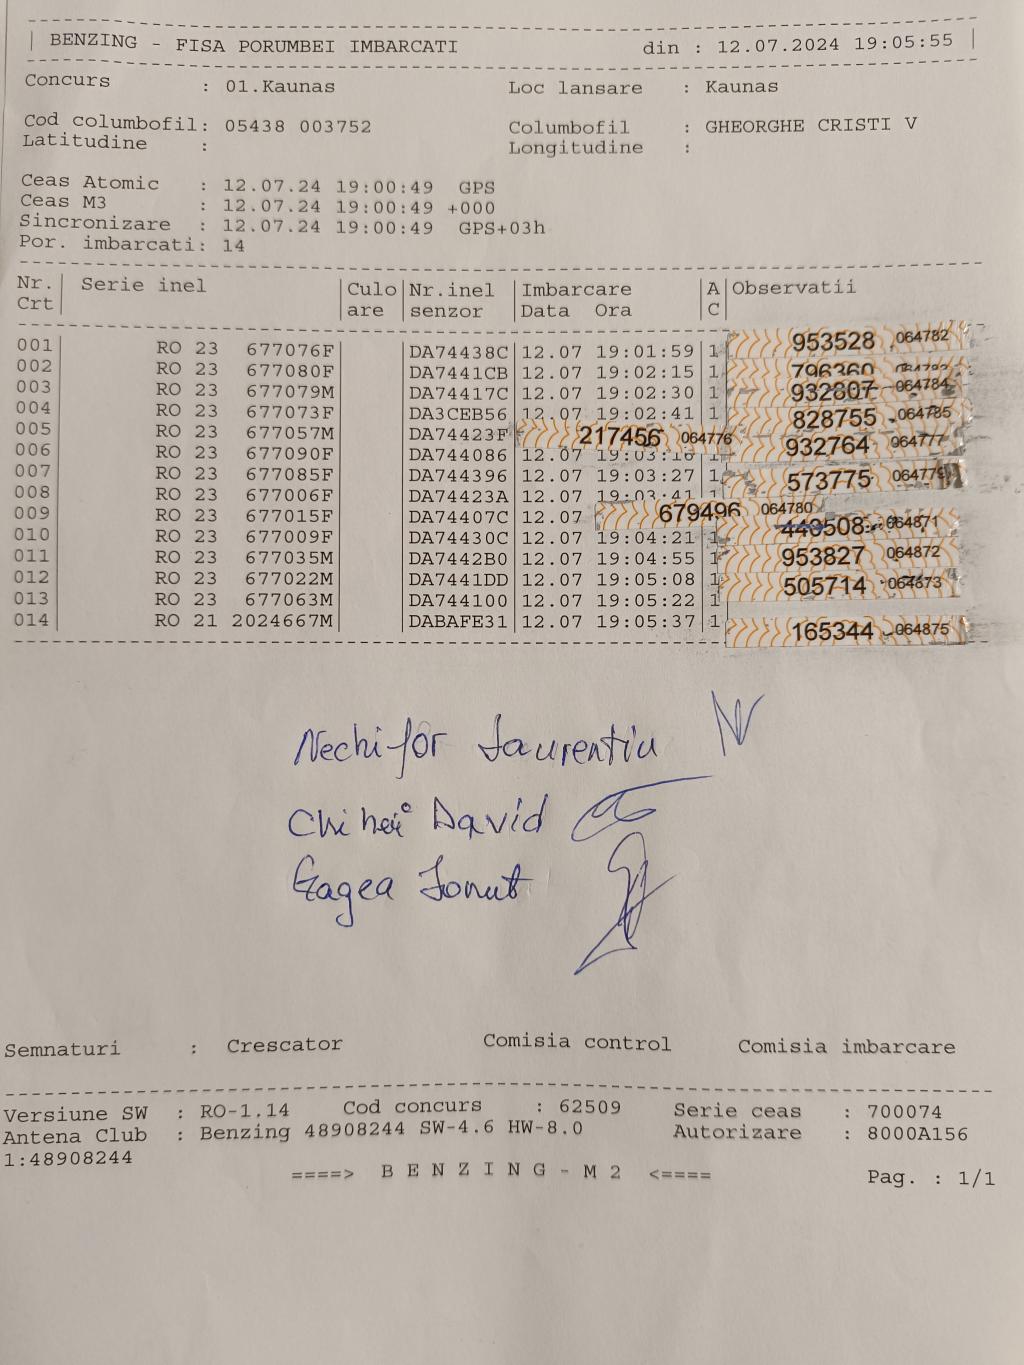 BENZING - FISA PORUMBEI IMBARCATI din : 12.07.2024 19:05:55
Concurs : 01.Kaunas Loc lansare : Kaunas
Cod columbofil: 05438 003752 Columbofil : GHEORGHE CRISTI V
Latitudine : Longitudine :
Ceas Atomic : 12.07.24 19:00:49 GPS
Ceas M3 : 12.07.24 19:00:49 +000
Sincronizare : 12.07.24 19:00:49 GPS+03h
Por. imbarcati: 14
Nr. Serie inel Culo Nr.inel Imbarcare A Observatii
Crt are senzor Data Ora C
001 RO 23 677076F DA74438C 12.07 19:01:59 1 953528 064782
002 RO 23 677080F DA7441CB 12.07 19:02:15 1 796360
003 RO 23 677079M DA74417C 12.07 19:02:30 1 932807 064784
004 RO 23 677073F DA3CEB56 12.07 19:02:41 1 828755 064785
005 RO 23 677057M DA74423F 217456 064776 932764 064777
006 RO 23 677090F DA744086 12.07 19:03:16 1
007 RO 23 677085F DA744396 12.07 19:03:27 1 573775
008 RO 23 677006F DA74423A 12.07 19:03:41 1
009 RO 23 677015F DA74407C 12.07 679496 064780
010 RO 23 677009F DA74430C 12.07 19:04:21 1 064871
011 RO 23 677035M DA7442B0 12.07 19:04:55 1 953827 064872
012 RO 23 677022M DA7441DD 12.07 19:05:08 1 505714 064873
013 RO 23 677063M DA744100 12.07 19:05:22 1
014 RO 21 2024667M DABAFE31 12.07 19:05:37 1 165344 064875
Nechifor Laurentiu
David
Gagea Ionut
Semnaturi : Crescator Comisia control Comisia imbarcare
Versiune SW : RO-1.14 Cod concurs : 62509 Serie ceas : 700074
Antena Club : Benzing 48908244 SW-4.6 HW-8.0 Autorizare : 8000A156
1:48908244
====> B E N Z I N G - M 2 <==== Pag. : 1/1